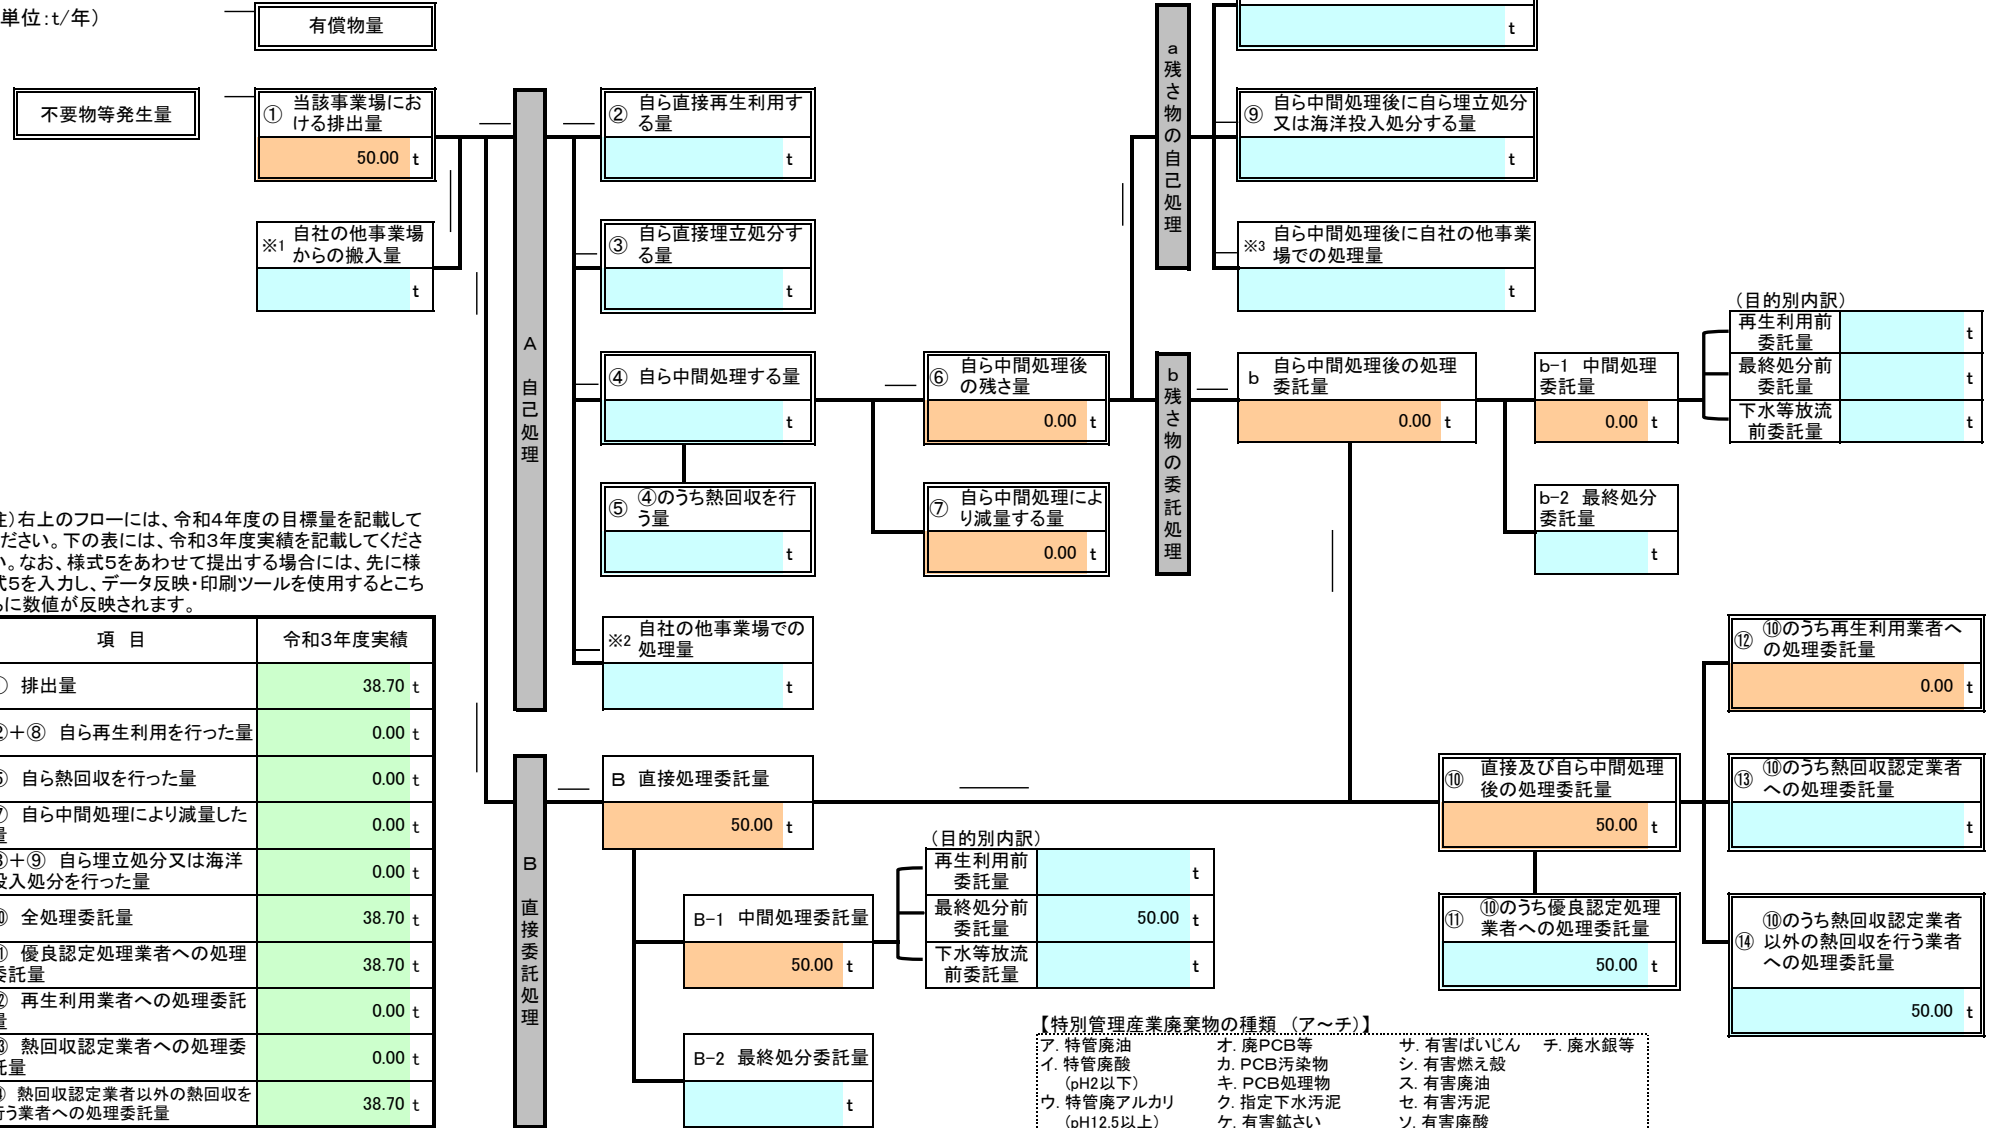 単位:t/年)
有償物量
不要物等発生量
① 当該事業場にお
ける排出量
50.00 t
※1 自社の他事業場
からの搬入量
t
A
自己処理
② 自ら直接再生利用す
る量
t
③ 自ら直接埋立処分す
る量
t
④ 自ら中間処理する量
t
⑤ ④のうち熱回収を行
う量
t
※2 自社の他事業場での
処理量
t
⑥ 自ら中間処理後
の残さ量
0.00 t
⑦ 自ら中間処理によ
り減量する量
0.00 t
a
残さ物の自己処理
t
⑨ 自ら中間処理後に自ら埋立処分
又は海洋投入処分する量
t
※3 自ら中間処理後に自社の他事業
場での処理量
t
b
残さ物の委託処理
b 自ら中間処理後の処理
委託量
0.00 t
b-1 中間処理
委託量
0.00 t
b-2 最終処分
委託量
t
(目的別内訳)
再生利用前
委託量
t
最終処分前
委託量
t
下水等放流
前委託量
t
主)右上のフローには、令和4年度の目標量を記載して
ださい。下の表には、令和3年度実績を記載してくださ
い。なお、様式5をあわせて提出する場合には、先に様
式5を入力し、データ反映・印刷ツールを使用するとこち
らに数値が反映されます。
項 目 令和3年度実績
排出量 38.70 t
②+⑧ 自ら再生利用を行った量 0.00 t
自ら熱回収を行った量 0.00 t
⑦ 自ら中間処理により減量した
量
0.00 t
③+⑨ 自ら埋立処分又は海洋
投入処分を行った量
0.00 t
⑩ 全処理委託量 38.70 t
⑪ 優良認定処理業者への処理
委託量
38.70 t
⑫ 再生利用業者への処理委託
量
0.00 t
⑬ 熱回収認定業者への処理委
託量
0.00 t
⑭ 熱回収認定業者以外の熱回収を
行う業者への処理委託量
38.70 t
B
直接委託処理
B 直接処理委託量
50.00 t
B-1 中間処理委託量
50.00 t
B-2 最終処分委託量
t
(目的別内訳)
再生利用前
委託量
t
最終処分前
委託量
50.00 t
下水等放流
前委託量
t
⑩ 直接及び自ら中間処理
後の処理委託量
50.00 t
⑪ ⑩のうち優良認定処理
業者への処理委託量
50.00 t
⑫ ⑩のうち再生利用業者へ
の処理委託量
0.00 t
⑬ ⑩のうち熱回収認定業者
への処理委託量
t
⑭ ⑩のうち熱回収認定業者
以外の熱回収を行う業者
への処理委託量
50.00 t
【特別管理産業廃棄物の種類 (ア~チ)】
ア. 特管廃油 オ. 廃PCB等 サ. 有害ばいじん チ. 廃水銀等
イ. 特管廃酸 カ. PCB汚染物 シ. 有害燃え殻
(pH2以下) キ. PCB処理物 ス. 有害廃油
ウ. 特管廃アルカリ ク. 指定下水汚泥 セ. 有害汚泥
(pH12.5以上) ケ. 有害鉱さい ソ. 有害廃酸